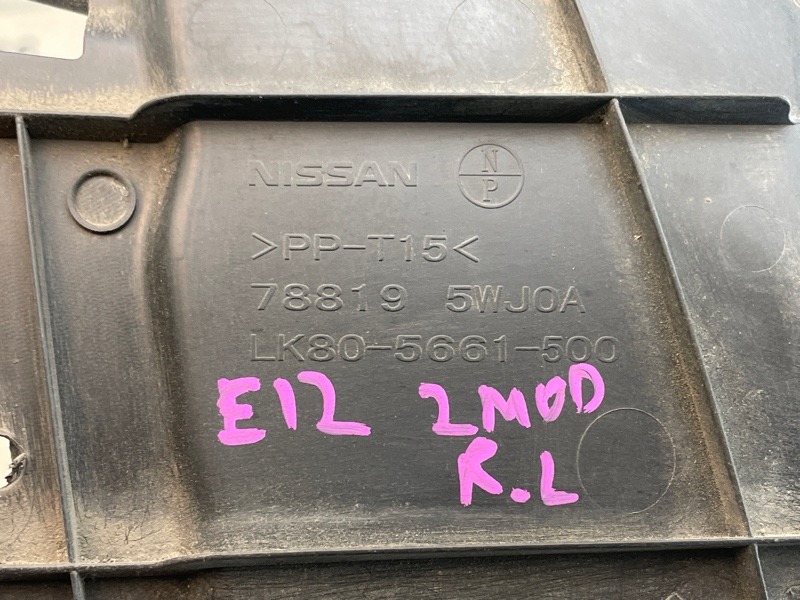 NISSAN N P
>PP-T15<
78819 5WJ0A
LK80-5661-500
E12 2MOD
R.L